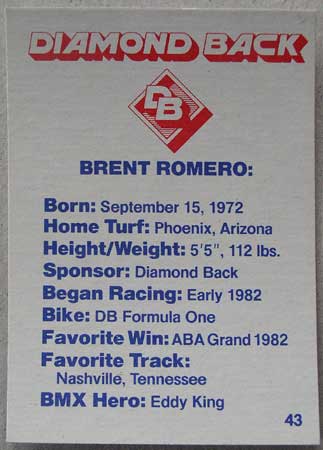 DIAMOND BACK
DB
BRENT ROMERO:
Born: September 15, 1972
Home Turf: Phoenix, Arizona
Height/Weight: 5'5", 112 lbs.
Sponsor: Diamond Back
Began Racing: Early 1982
Bike: DB Formula One
Favorite Win: ABA Grand 1982
Favorite Track:
Nashville, Tennessee
BMX Hero: Eddy King
43